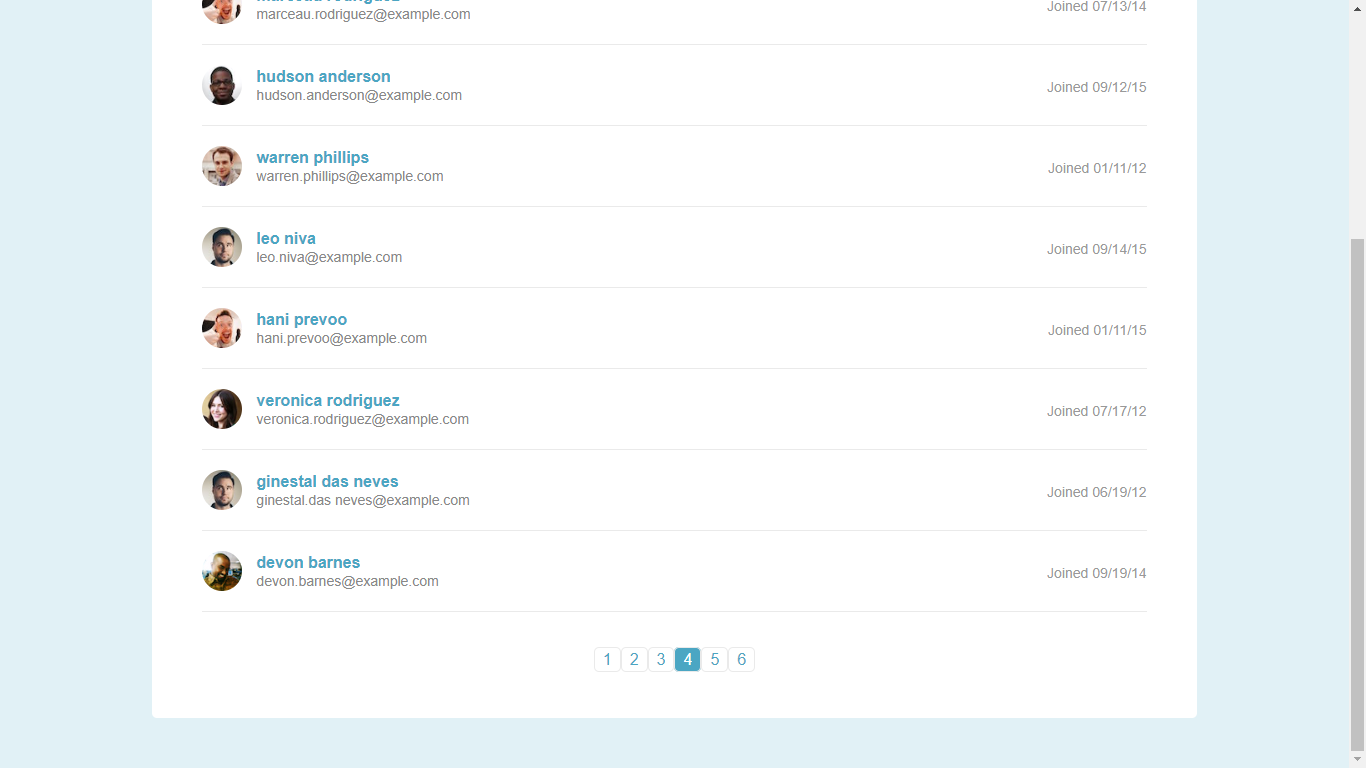 marceau.rodriguez@example.com
Joined 07/13/14
hudson anderson
hudson.anderson@example.com
Joined 09/12/15
warren phillips
warren.phillips@example.com
Joined 01/11/12
leo niva
leo.niva@example.com
Joined 09/14/15
hani prevoo
hani.prevoo@example.com
Joined 01/11/15
veronica rodriguez
veronica.rodriguez@example.com
Joined 07/17/12
ginestal das neves
ginestal.das neves@example.com
Joined 06/19/12
devon barnes
devon.barnes@example.com
Joined 09/19/14
1 2 3 4 5 6